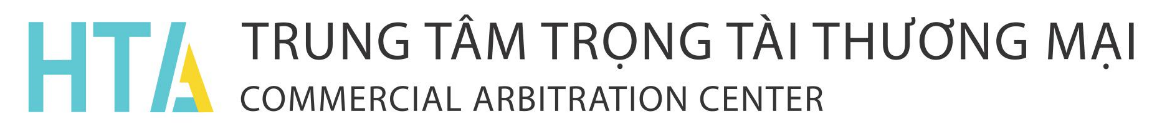 HTA
TRUNG TÂM TRỌNG TÀI THƯƠNG MẠI
COMMERCIAL ARBITRATION CENTER